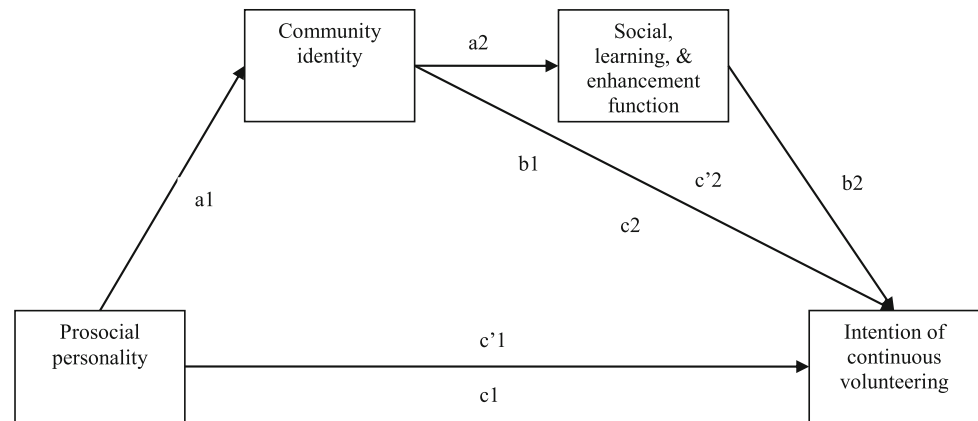 Community
identity
a2
Social,
learning, &
enhancement
function
b1
c'2
b2
a1
c2
Prosocial
personality
c'1
c1
Intention of
continuous
volunteering